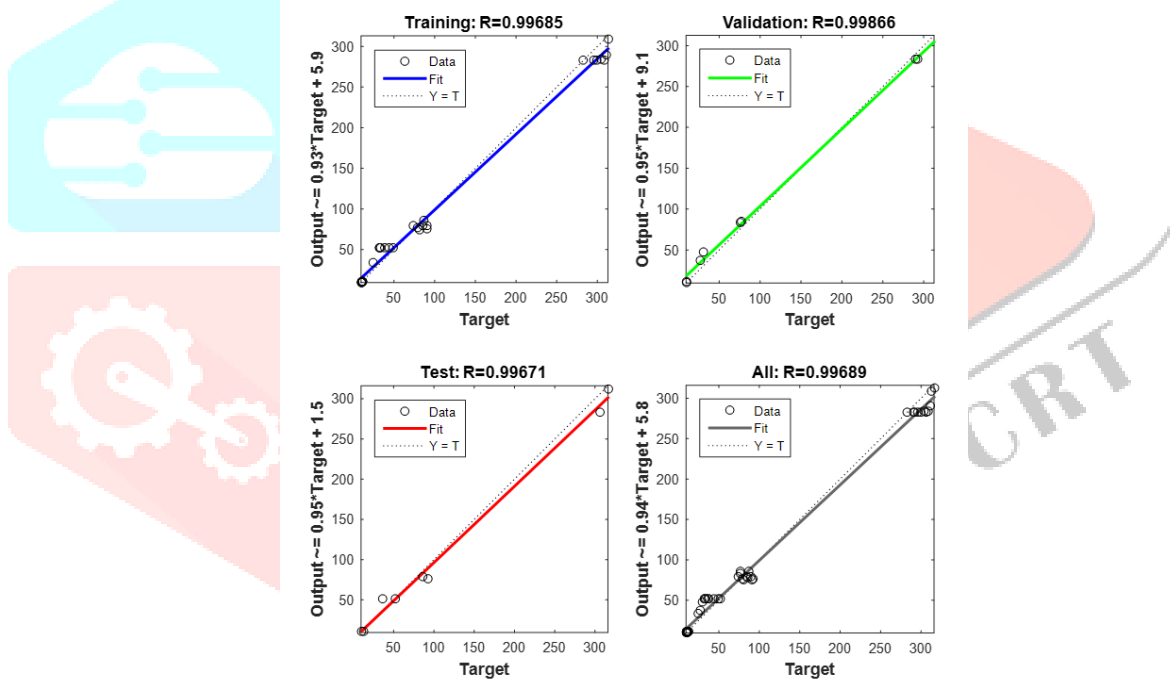 Training: R=0.99685
Output ~= 0.93*Target + 5.9
300
250
200
150
100
50
Data
Fit
Y = T
50 100 150 200 250 300
Target
Validation: R=0.99866
Output ~= 0.95*Target + 9.1
300
250
200
150
100
50
Data
Fit
Y = T
50 100 150 200 250 300
Target
Test: R=0.99671
Output ~= 0.95*Target + 1.5
300
250
200
150
100
50
Data
Fit
Y = T
50 100 150 200 250 300
Target
All: R=0.99689
Output ~= 0.94*Target + 5.8
300
250
200
150
100
50
Data
Fit
Y = T
50 100 150 200 250 300
Target
CRT